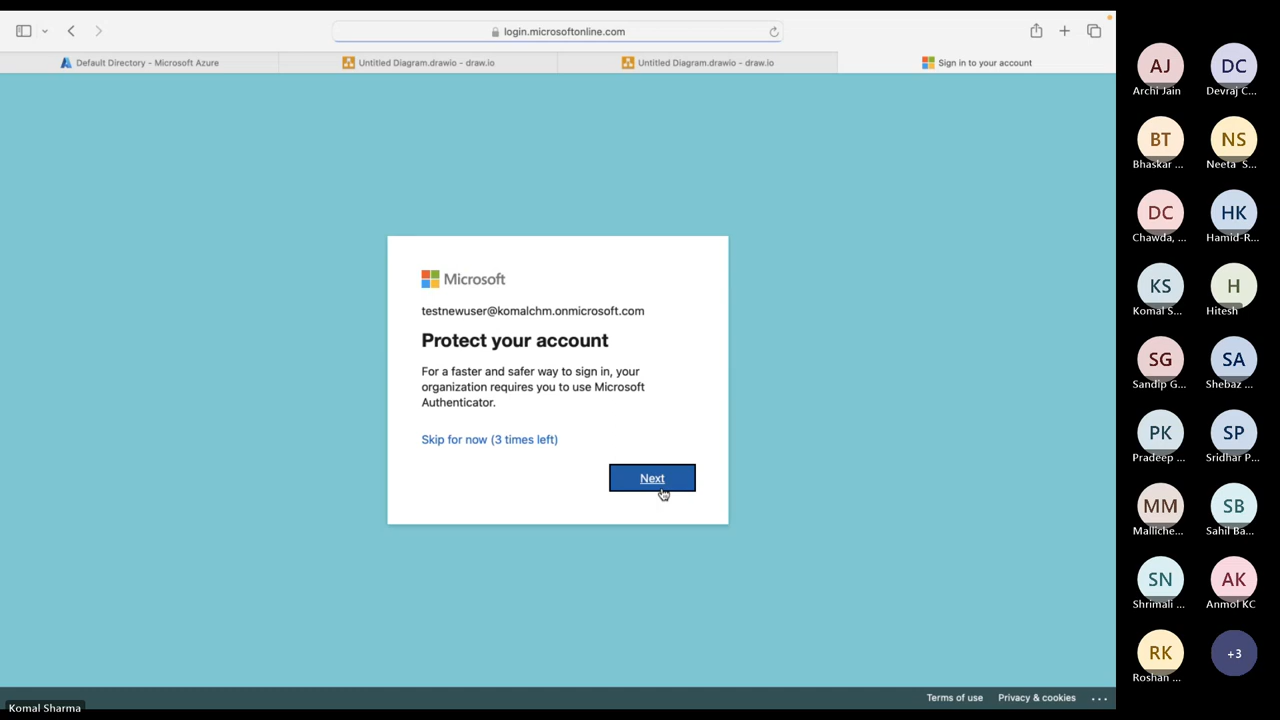 login.microsoftonline.com
Default Directory - Microsoft Azure
Untitled Diagram.drawio - draw.io
Untitled Diagram.drawio - draw.io
Sign in to your account
Microsoft
testnewuser@komalchm.onmicrosoft.com
Protect your account
For a faster and safer way to sign in, your
organization requires you to use Microsoft
Authenticator.
Skip for now (3 times left)
Next
Terms of use
Privacy & cookies
...
Komal Sharma
AJ
DC
Archi Jain
Devraj C...
BT
NS
Bhaskar ...
Neeta S...
DC
HK
Chawda, ...
Hamid-R...
KS
H
Komal S...
Hitesh
SG
SA
Sandip G...
Shebaz ...
PK
SP
Pradeep ...
Sridhar P...
MM
SB
Malliche...
Sahil Ba...
SN
AK
Shrimali ...
Anmol KC
RK
+3
Roshan ...